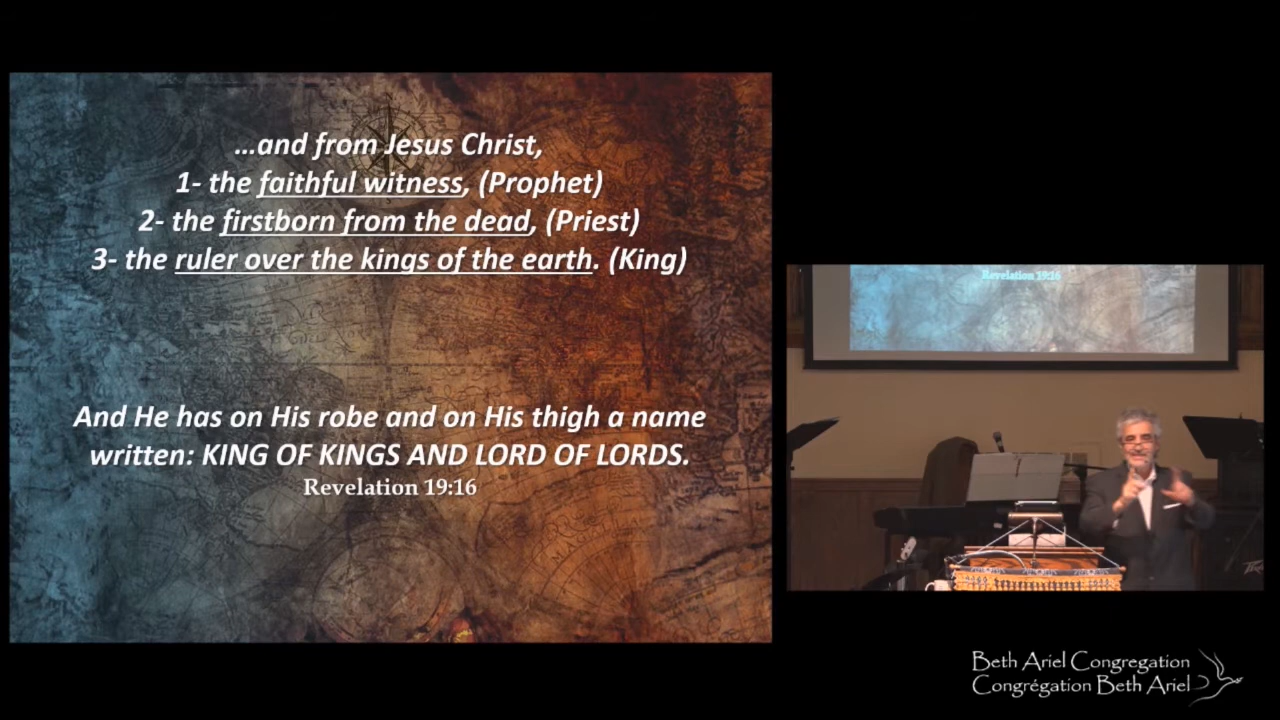 …and from Jesus Christ,
1- the faithful witness, (Prophet)
2- the firstborn from the dead, (Priest)
3- the ruler over the kings of the earth. (King)
And He has on His robe and on His thigh a name
written: KING OF KINGS AND LORD OF LORDS.
Revelation 19:16
Revelation 19:16
Beth Ariel Congregation
Congrégation Beth Ariel